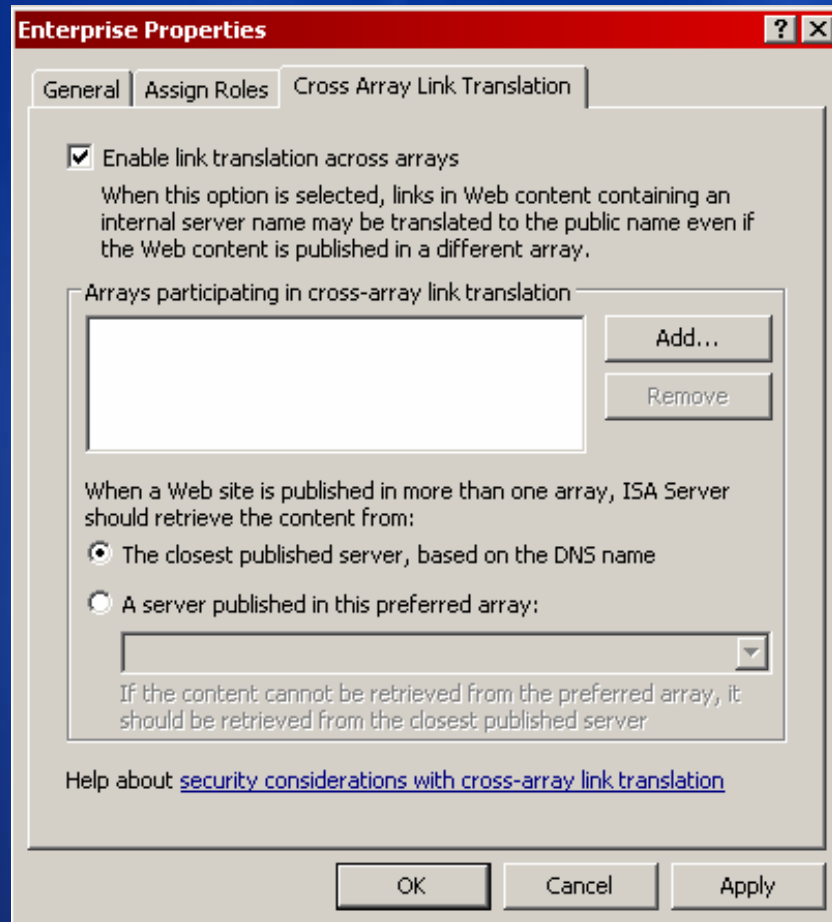 Enterprise Properties
General
Assign Roles
Cross Array Link Translation
Enable link translation across arrays
When this option is selected, links in Web content containing an
internal server name may be translated to the public name even if
the Web content is published in a different array.
Arrays participating in cross-array link translation
Add...
Remove
When a Web site is published in more than one array, ISA Server
should retrieve the content from:
The closest published server, based on the DNS name
A server published in this preferred array:
If the content cannot be retrieved from the preferred array, it
should be retrieved from the closest published server
Help about security considerations with cross-array link translation
OK
Cancel
Apply